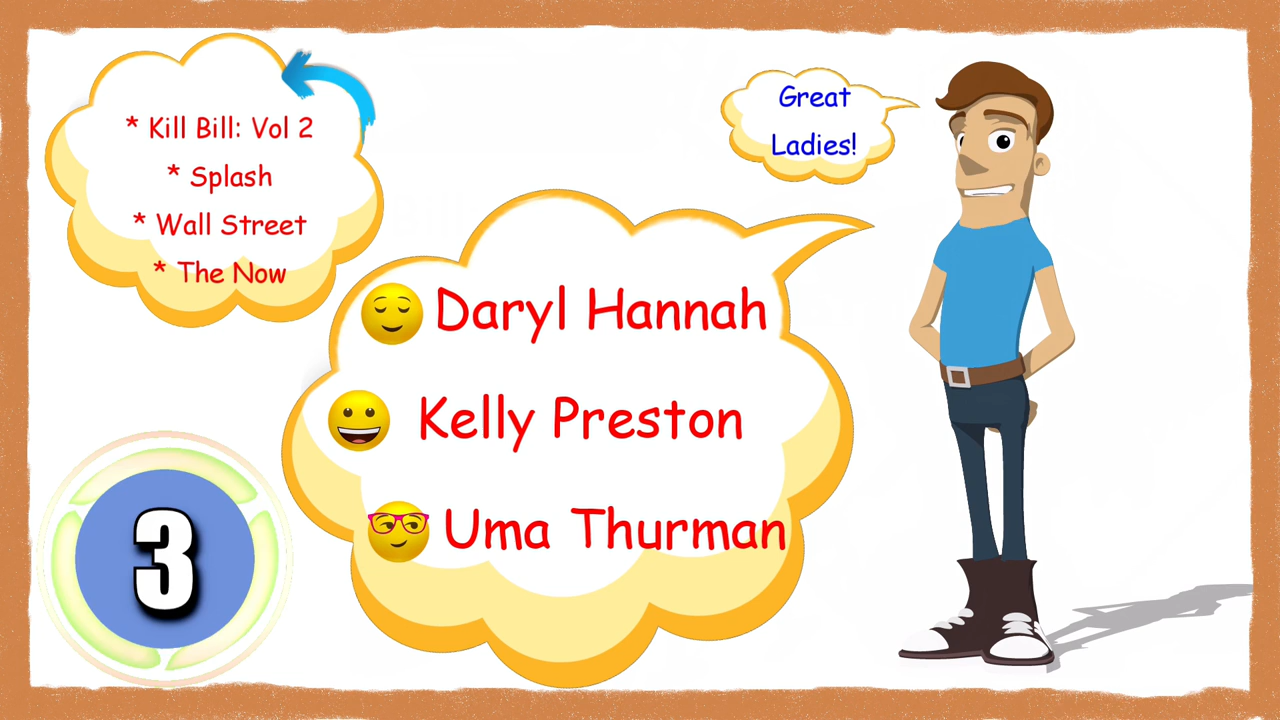 * Kill Bill: Vol 2
* Splash
* Wall Street
* The Now
Great
Ladies!
Daryl Hannah
Kelly Preston
Uma Thurman
3